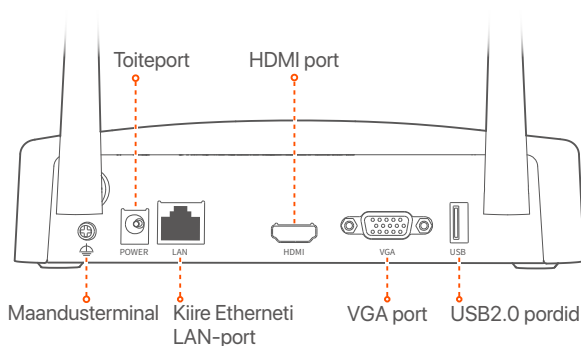 Toiteport
HDMI port
POWER
LAN
HDMI
VGA
USB
Maandusterminal
Kiire Etherneti
LAN-port
VGA port
USB2.0 pordid